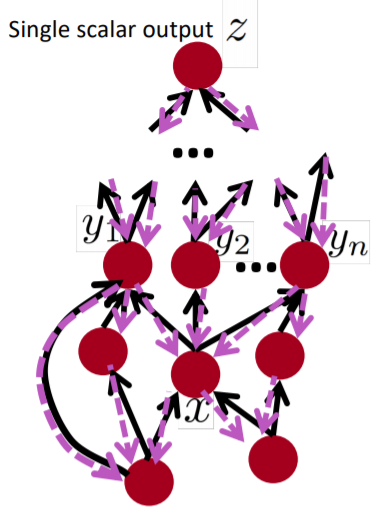 Single scalar output z
...
y1 y2 ... yn
x